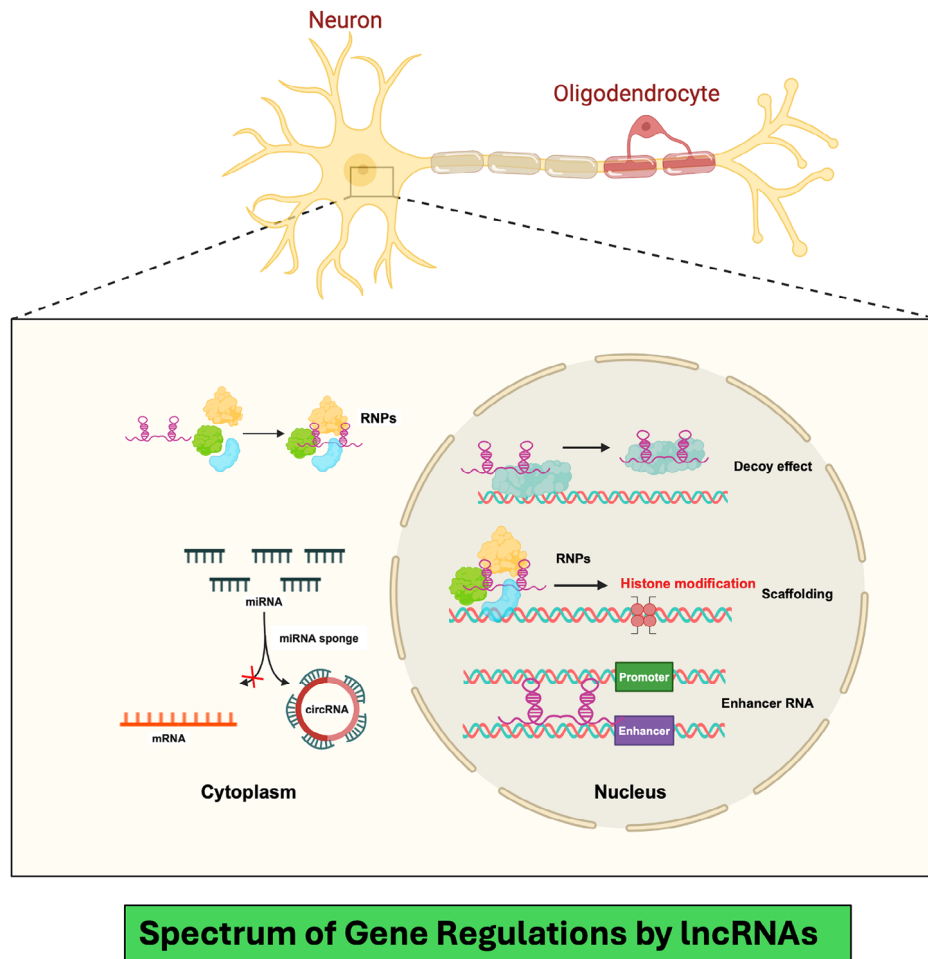 Neuron
Oligodendrocyte
RNPs
Decoy effect
RNPs
Histone modification
Scaffolding
miRNA
miRNA sponge
circRNA
mRNA
Promoter
Enhancer RNA
Enhancer
Cytoplasm
Nucleus
Spectrum of Gene Regulations by lncRNAs